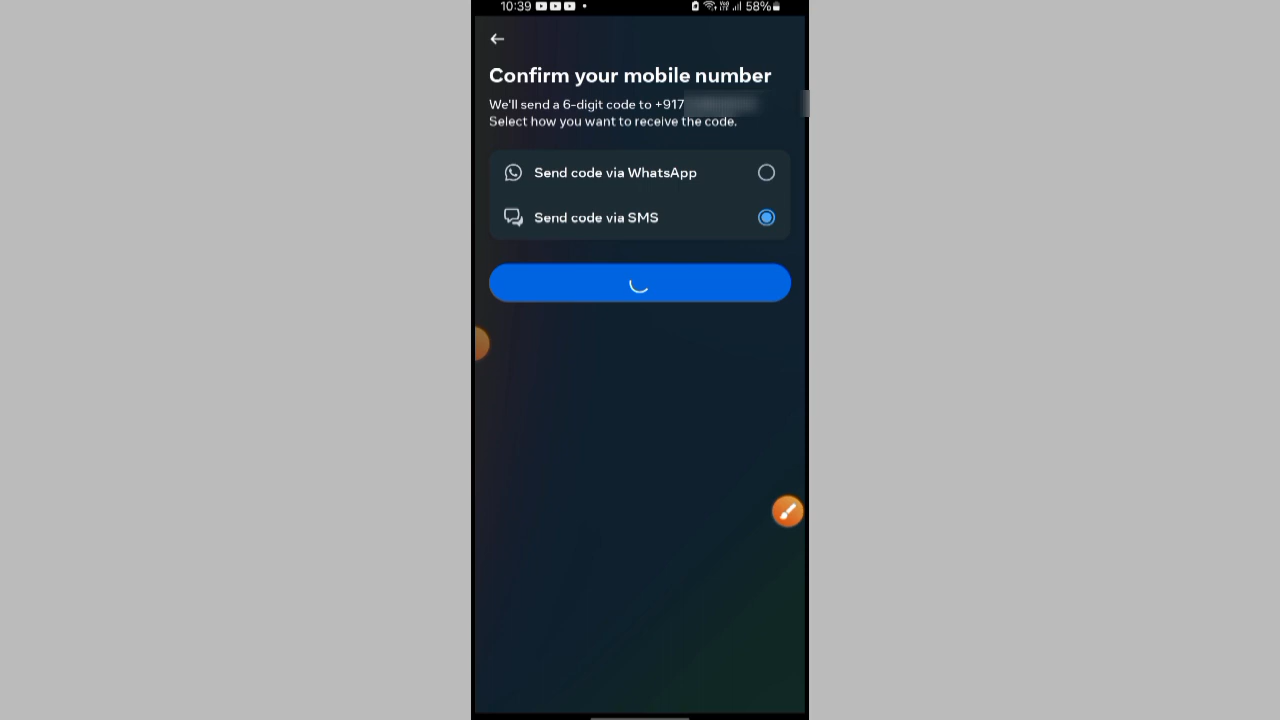 10:39 58%
Confirm your mobile number
We'll send a 6-digit code to +917
Select how you want to receive the code.
Send code via WhatsApp
Send code via SMS